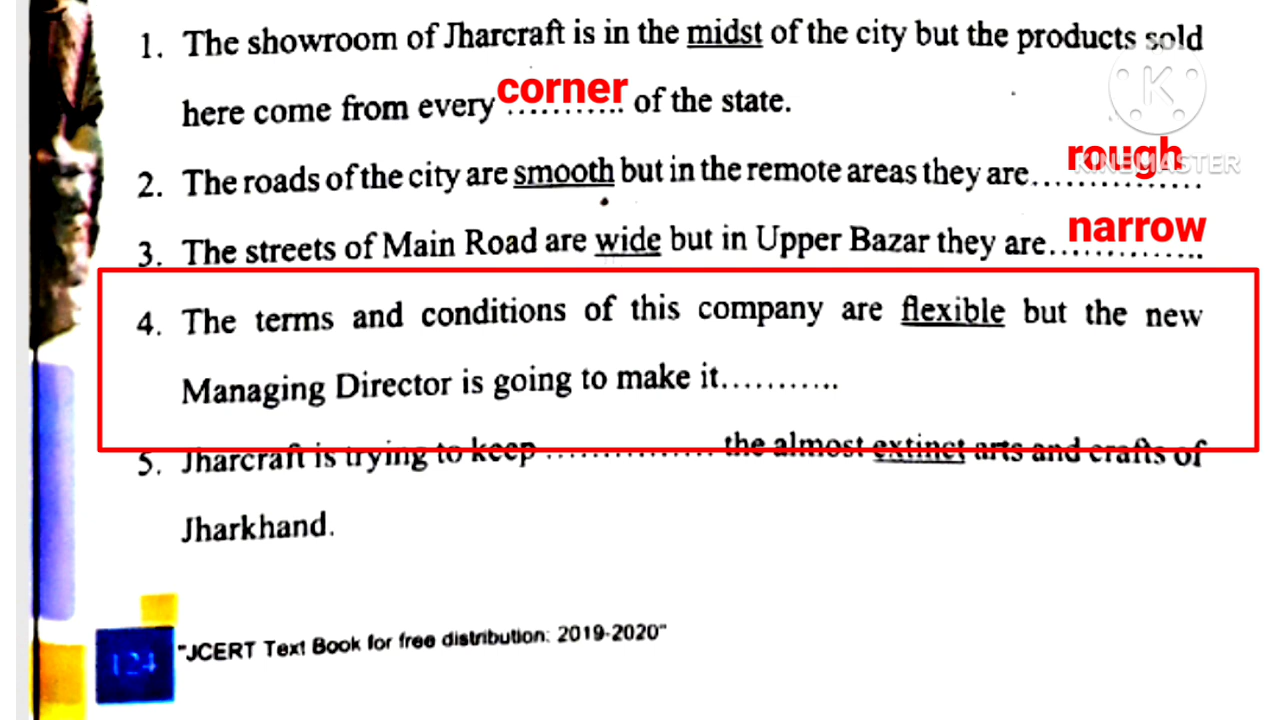 1. The showroom of Jharcraft is in the midst of the city but the products sold
here come from every corner of the state.
K
KINEMASTER
2. The roads of the city are smooth but in the remote areas they are rough
3. The streets of Main Road are wide but in Upper Bazar they are narrow
4. The terms and conditions of this company are flexible but the new
Managing Director is going to make it...........
5. Jharcraft is trying to keep ............... the almost extinct arts and crafts of
Jharkhand.
124 "JCERT Text Book for free distribution: 2019-2020"